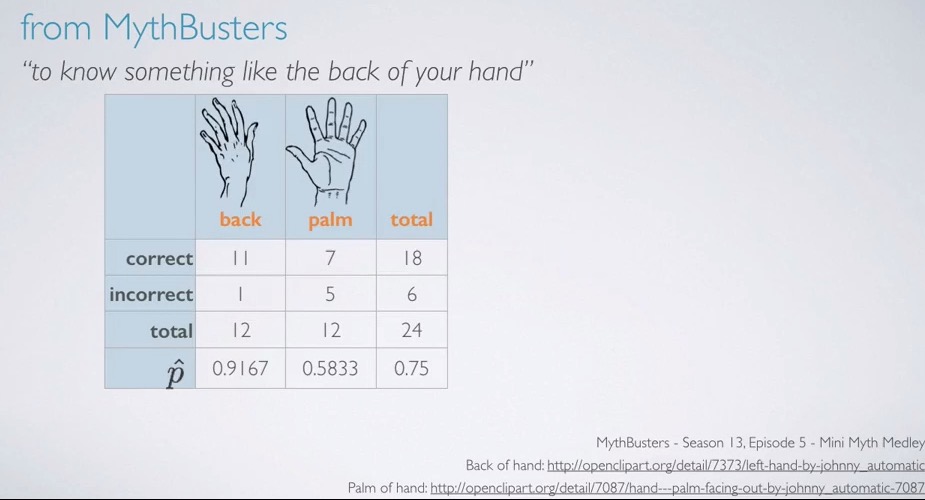 from MythBusters
“to know something like the back of your hand”
back palm total
correct 11 7 18
incorrect 1 5 6
total 12 12 24
p̂ 0.9167 0.5833 0.75
MythBusters - Season 13, Episode 5 - Mini Myth Medley
Back of hand: http://openclipart.org/detail/7373/left-hand-by-johnny_automatic
Palm of hand: http://openclipart.org/detail/7087/hand---palm-facing-out-by-johnny_automatic-7087